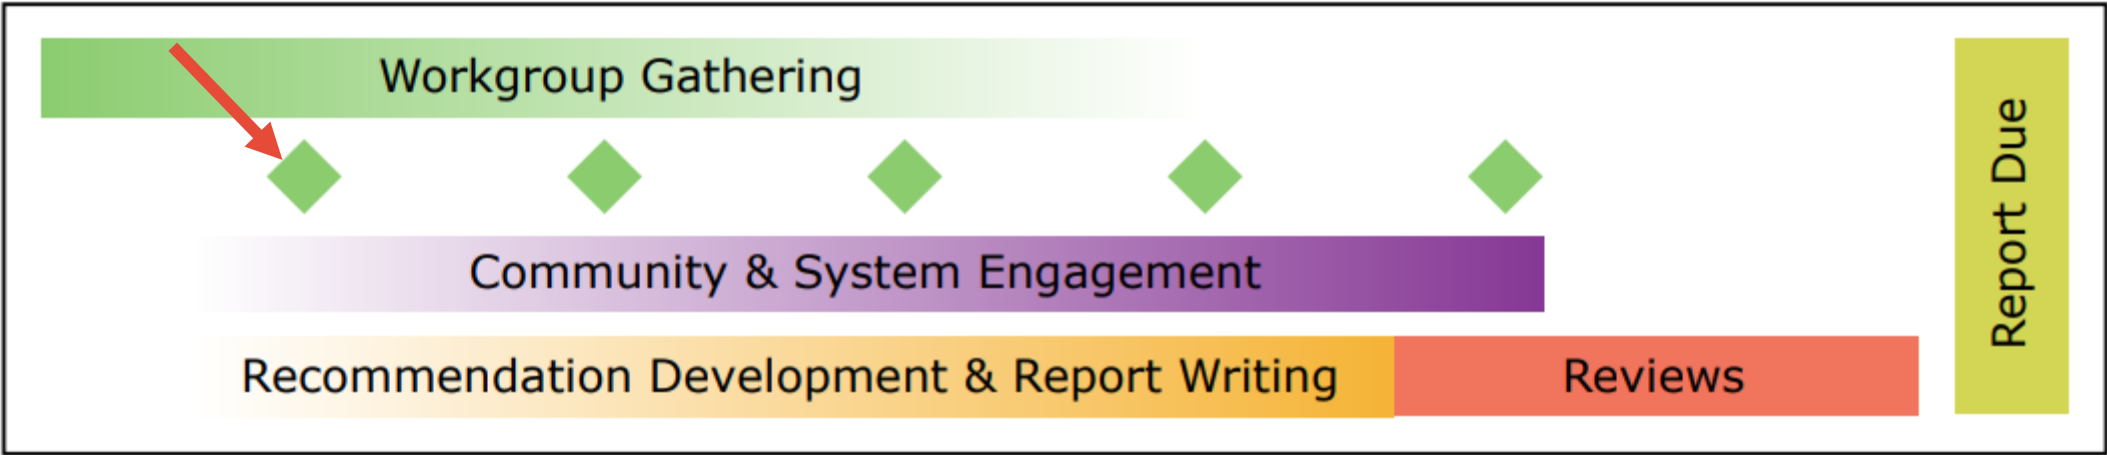 Workgroup Gathering
Community & System Engagement
Recommendation Development & Report Writing
Reviews
Report Due